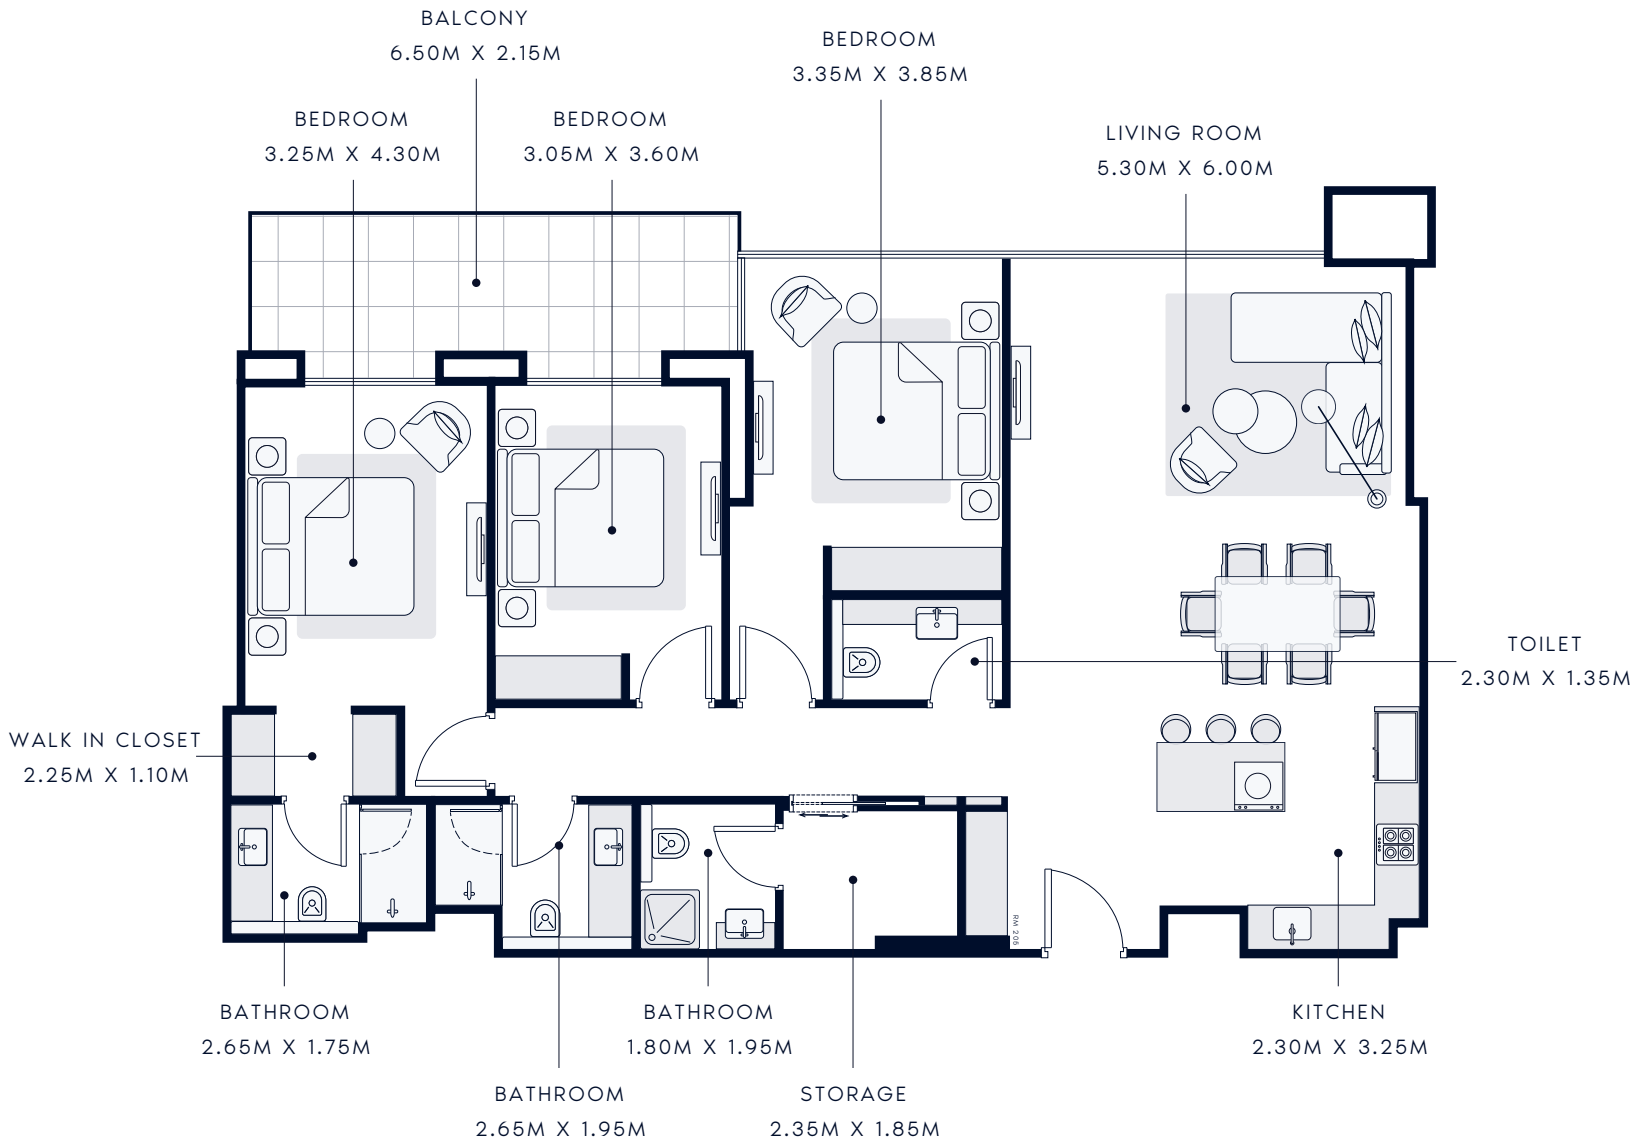 BALCONY
6.50M X 2.15M
BEDROOM
3.35M X 3.85M
BEDROOM
3.25M X 4.30M
BEDROOM
3.05M X 3.60M
LIVING ROOM
5.30M X 6.00M
TOILET
2.30M X 1.35M
WALK IN CLOSET
2.25M X 1.10M
RM 206
BATHROOM
2.65M X 1.75M
BATHROOM
1.80M X 1.95M
KITCHEN
2.30M X 3.25M
BATHROOM
2.65M X 1.95M
STORAGE
2.35M X 1.85M